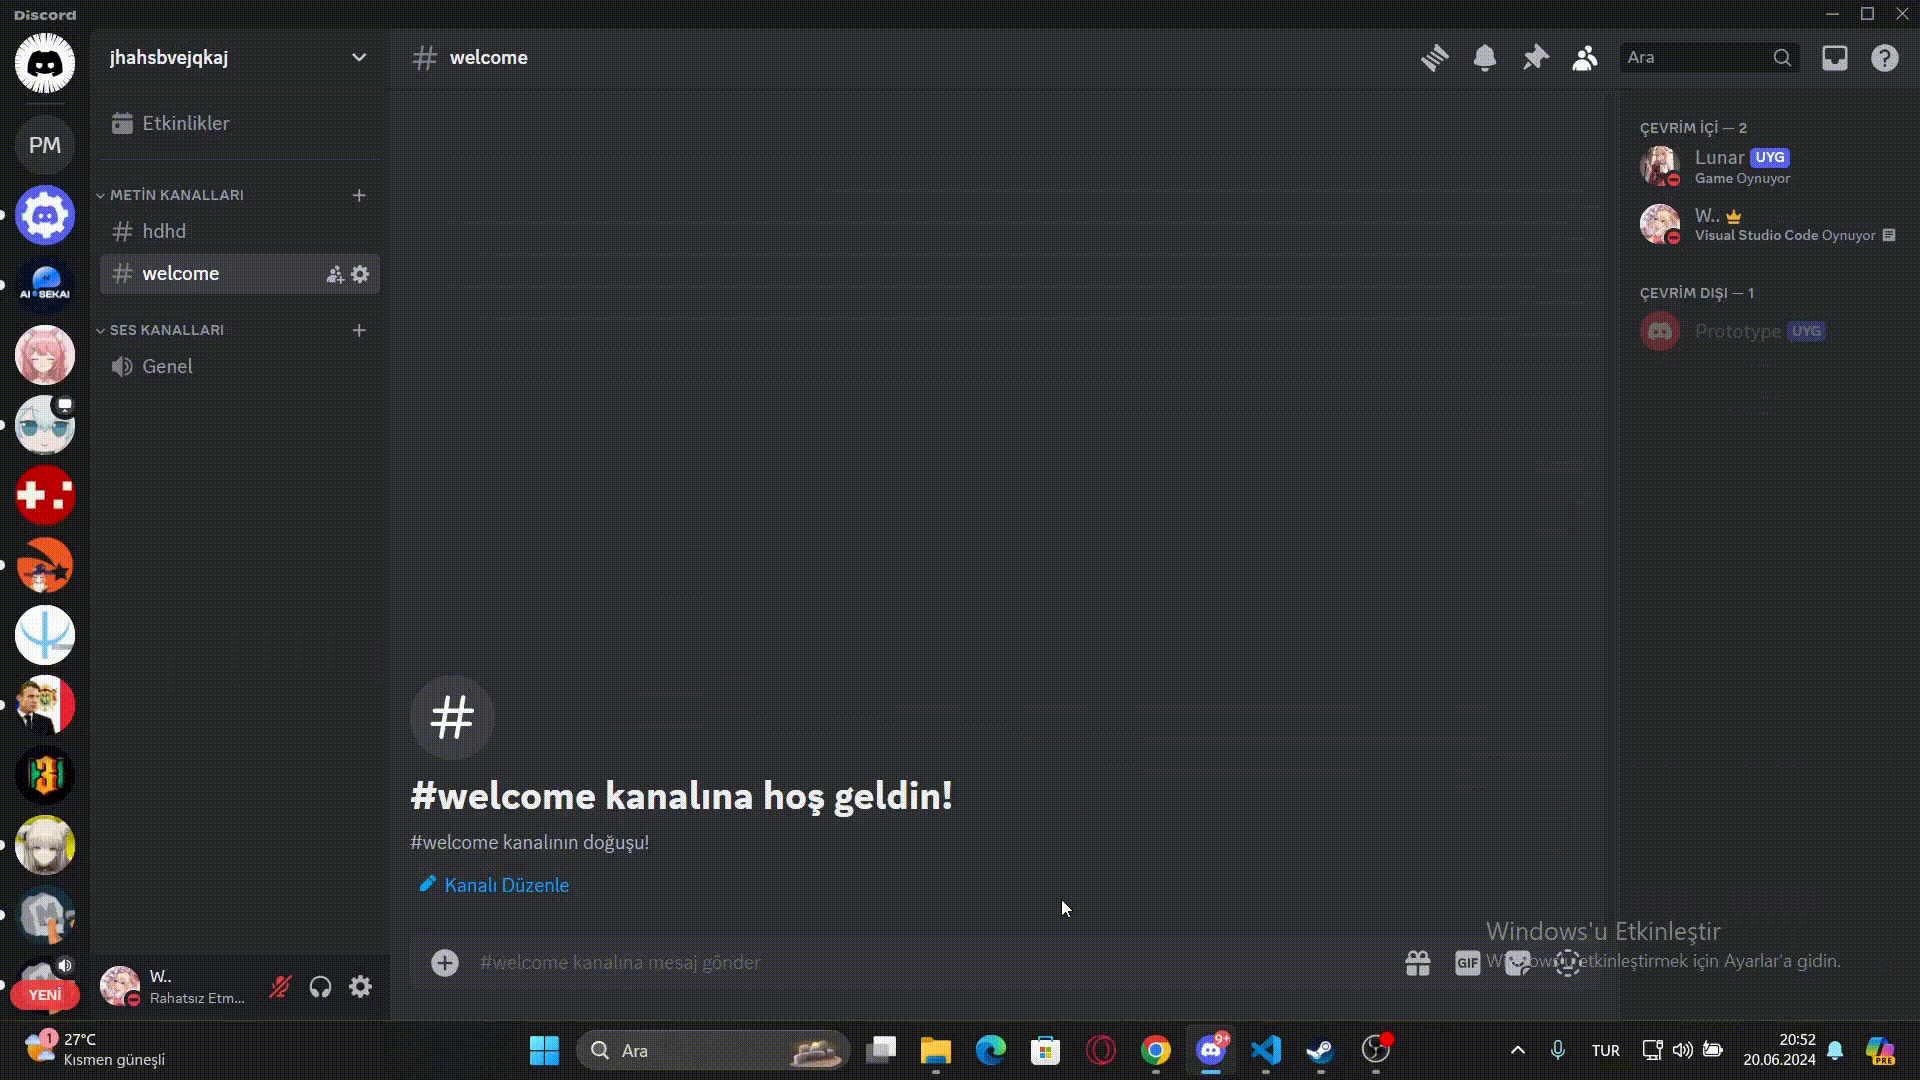 Discord
jhahsbvejqkaj
welcome
Ara
PM
Etkinlikler
METİN KANALLARI
hdhd
welcome
SES KANALLARI
Genel
AI SEKAI
YENİ
#welcome kanalına hoş geldin!
#welcome kanalının doğuşu!
Kanalı Düzenle
#welcome kanalına mesaj gönder
GIF
ÇEVRİM İÇİ — 2
Lunar UYG
Game Oynuyor
W..
Visual Studio Code Oynuyor
ÇEVRİM DIŞI — 1
Prototype UYG
Windows'u Etkinleştir
Windows'u etkinleştirmek için Ayarlar'a gidin.
W..
Rahatsız Etm...
1
27°C
Kısmen güneşli
Ara
9+
TUR
20:52
20.06.2024
PRE